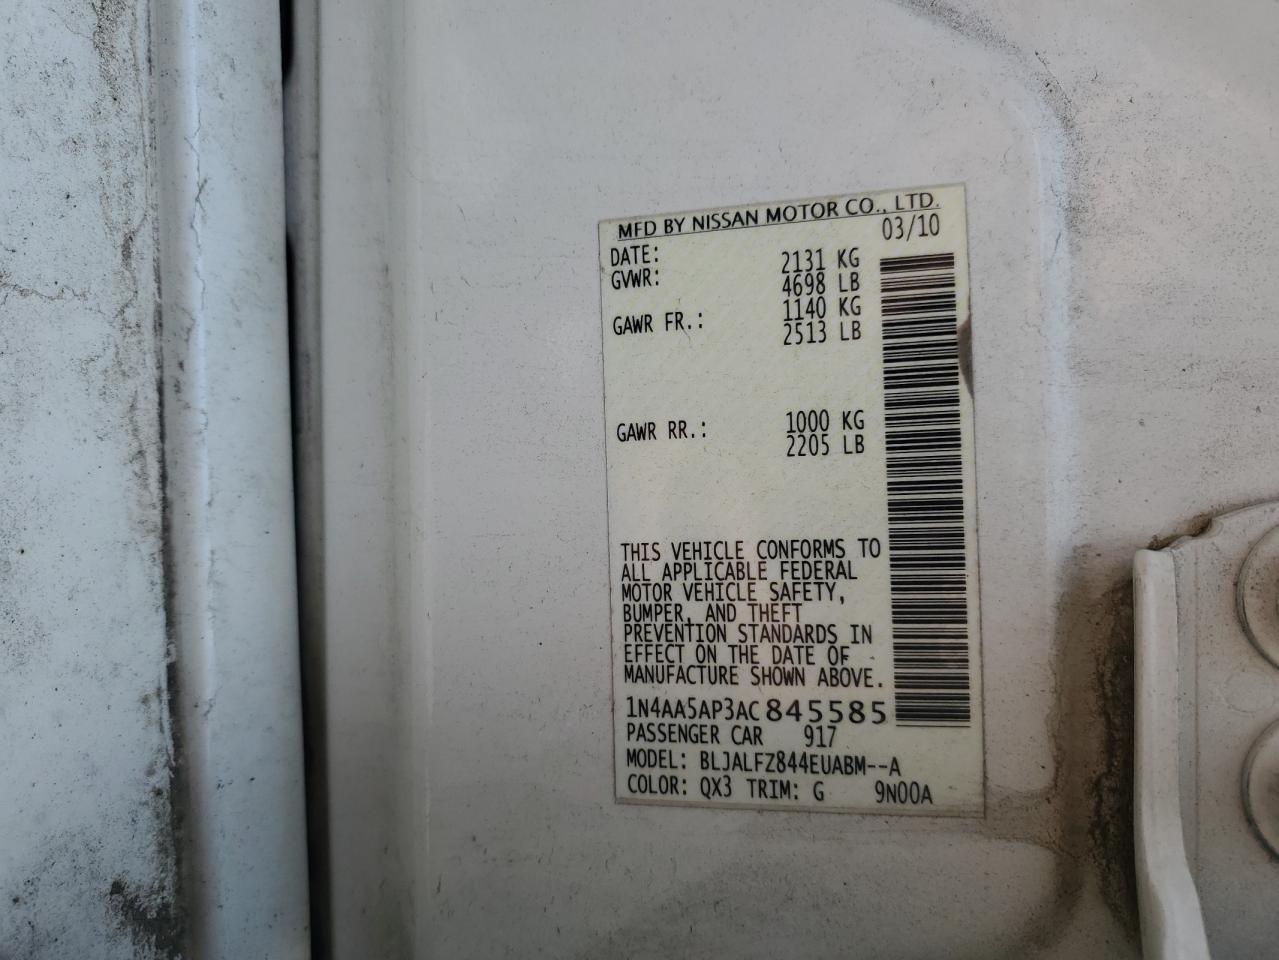 MFD BY NISSAN MOTOR CO., LTD.
DATE: 03/10
GVWR: 2131 KG
4698 LB
GAWR FR.: 1140 KG
2513 LB
GAWR RR.: 1000 KG
2205 LB
THIS VEHICLE CONFORMS TO
ALL APPLICABLE FEDERAL
MOTOR VEHICLE SAFETY,
BUMPER, AND THEFT
PREVENTION STANDARDS IN
EFFECT ON THE DATE OF
MANUFACTURE SHOWN ABOVE.
1N4AA5AP3AC845585
PASSENGER CAR 917
MODEL: BLJALFZ844EUABM--A
COLOR: QX3 TRIM: G 9N00A